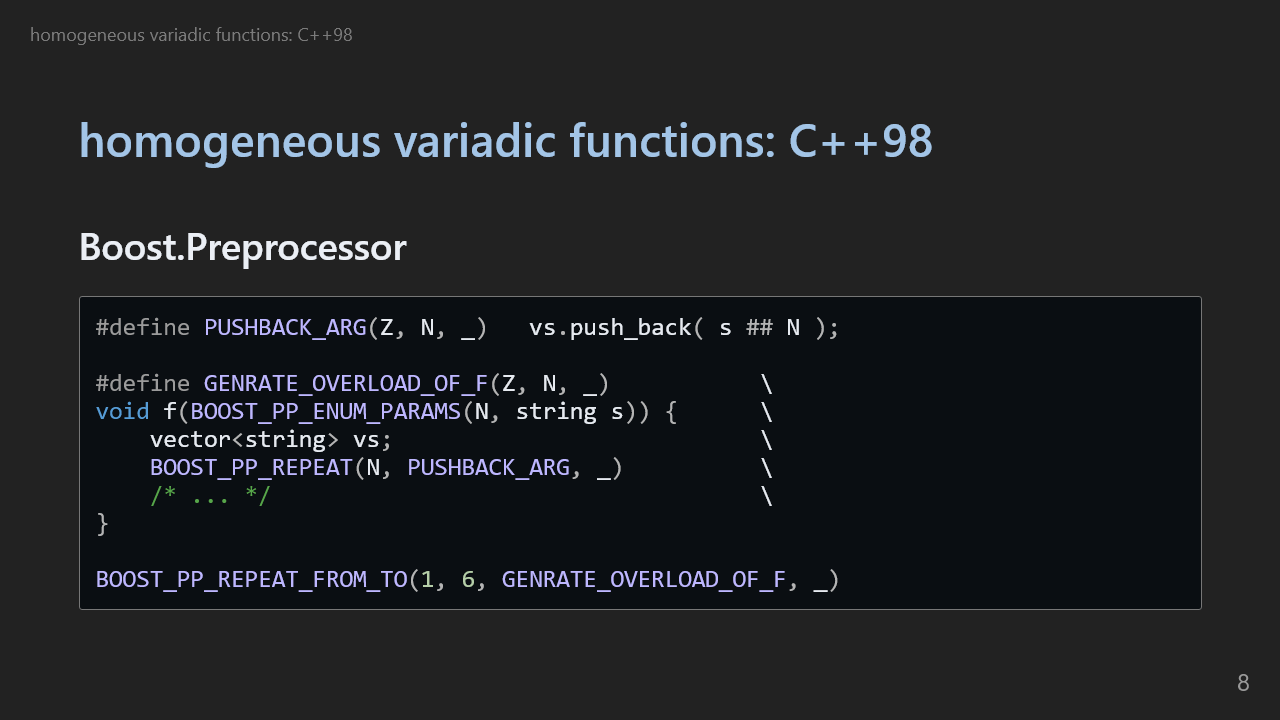 homogeneous variadic functions: C++98
homogeneous variadic functions: C++98
Boost.Preprocessor
#define PUSHBACK_ARG(Z, N, _)   vs.push_back( s ## N );
#define GENRATE_OVERLOAD_OF_F(Z, N, _)           \
void f(BOOST_PP_ENUM_PARAMS(N, string s)) {      \
    vector<string> vs;                           \
    BOOST_PP_REPEAT(N, PUSHBACK_ARG, _)          \
    /* ... */                                    \
}
BOOST_PP_REPEAT_FROM_TO(1, 6, GENRATE_OVERLOAD_OF_F, _)
8